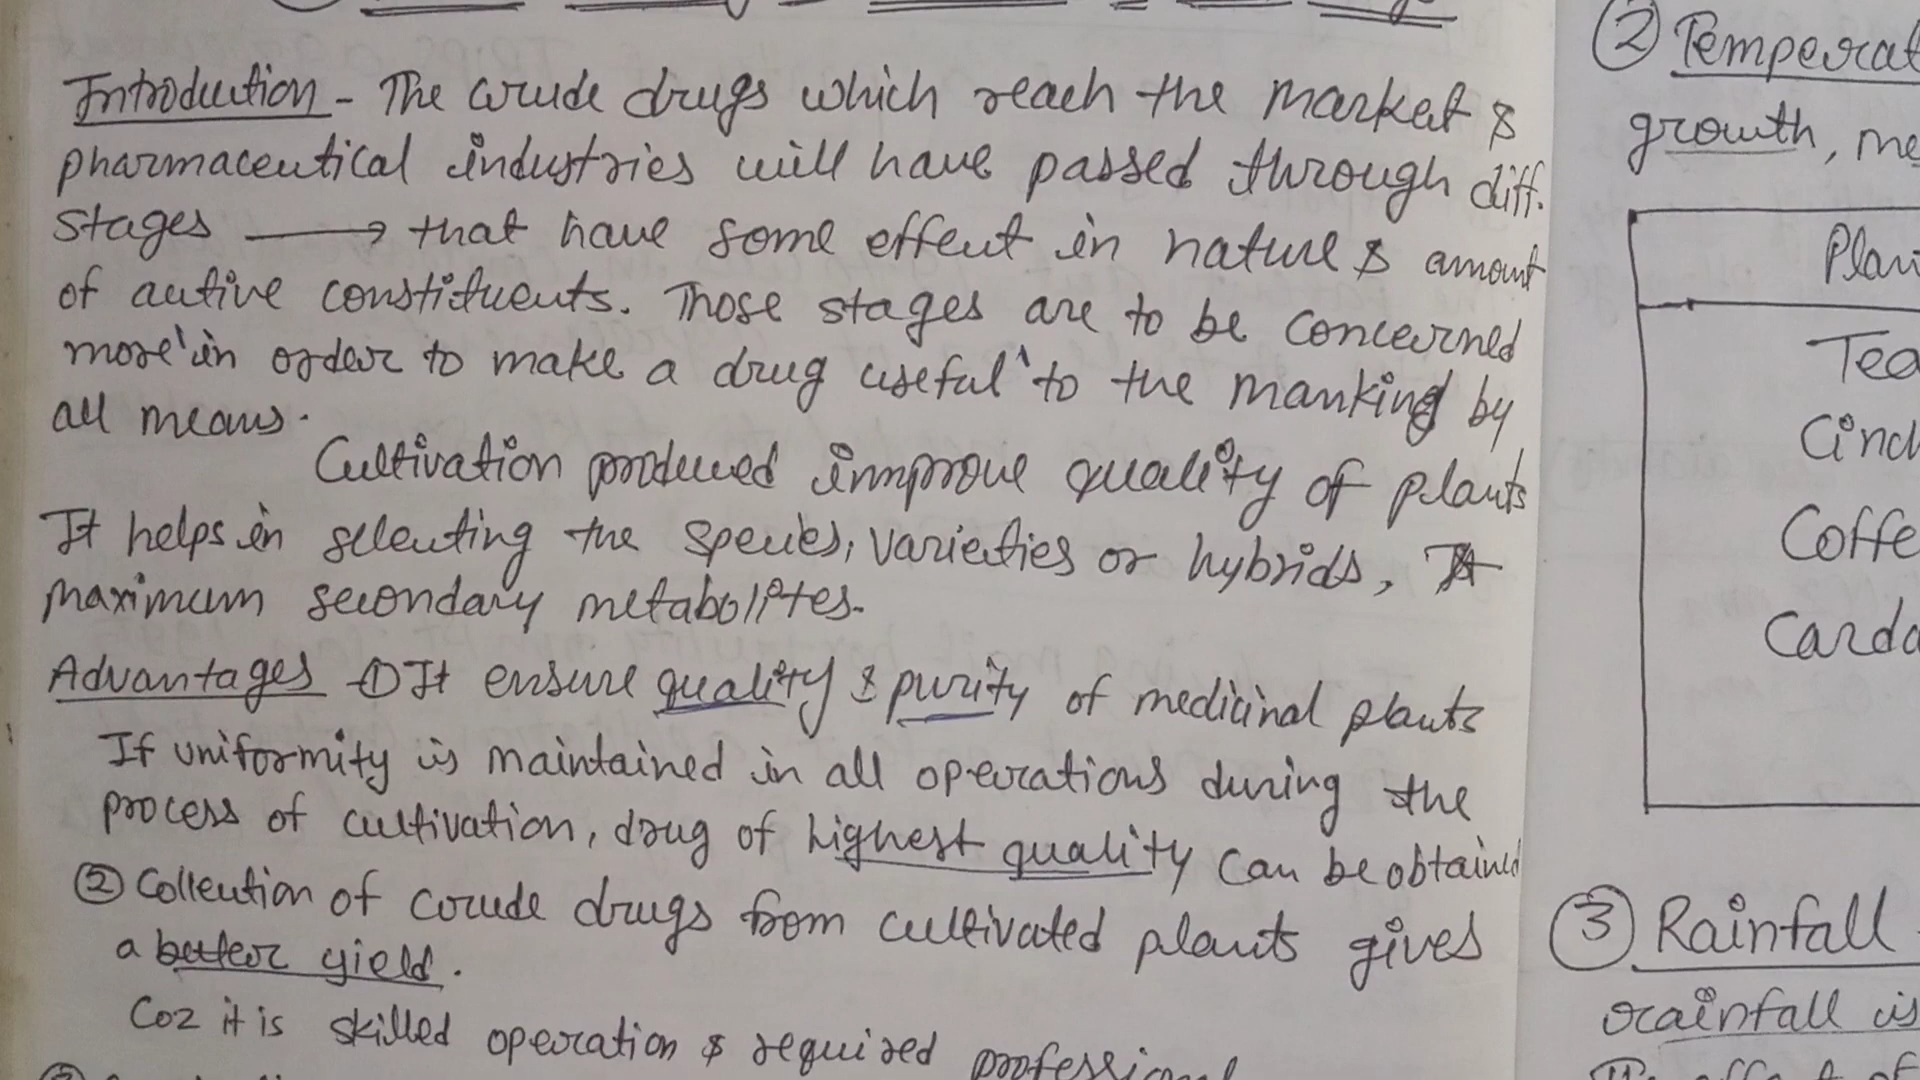 Introduction - The crude drugs which reach the market &
pharmaceutical industries will have passed through diff.
stages ⟶ that have some effect in nature & amount
of active constituents. Those stages are to be concerned
more in order to make a drug useful to the mankind by
all means.
Cultivation produced improve quality of plants
It helps in selecting the species, varieties or hybrids,
maximum secondary metabolites.
Advantages ① It ensure quality & purity of medicinal plants
If uniformity is maintained in all operations during the
process of cultivation, drug of highest quality can be obtained
② Collection of crude drugs from cultivated plants gives
a better yield.
Coz it is skilled operation & required professional
②
growth,
Tea
③ Rainfall
rainfall is